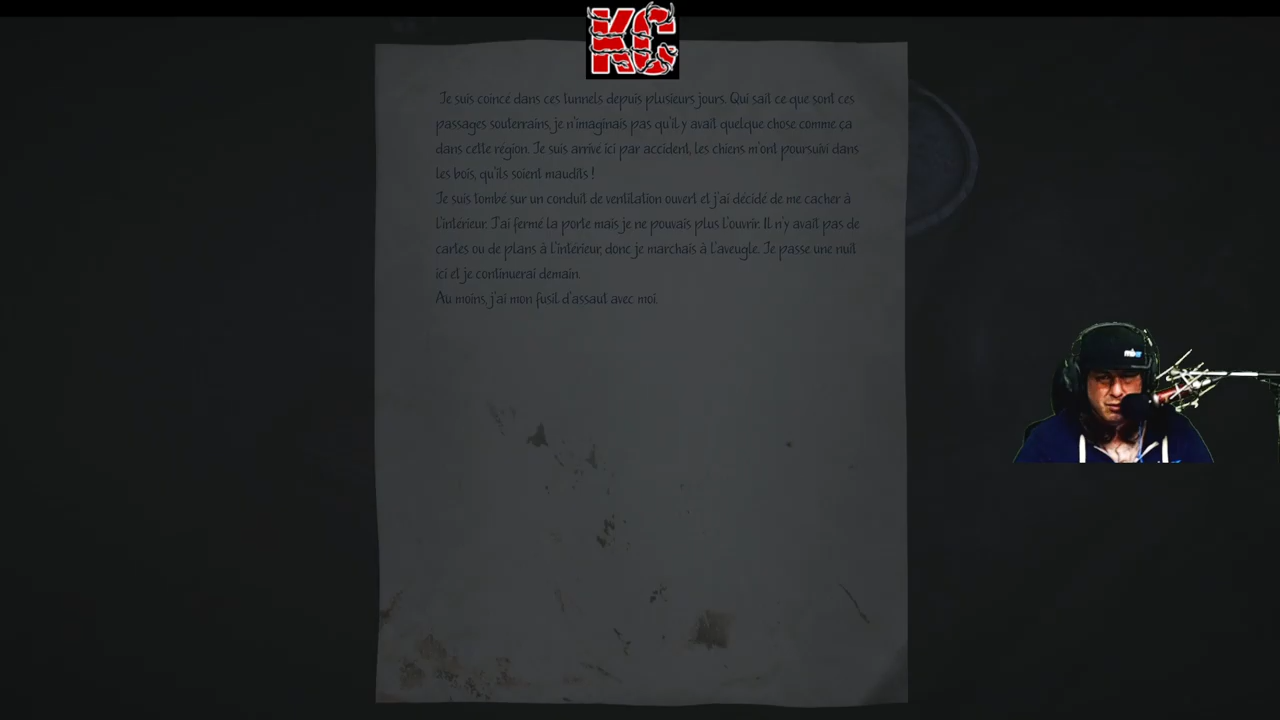 KC
Je suis coincé dans ces tunnels depuis plusieurs jours. Qui sait ce que sont ces
passages souterrains, je n'imaginais pas qu'il y avait quelque chose comme ça
dans cette région. Je suis arrivé ici par accident, les chiens m'ont poursuivi dans
les bois, qu'ils soient maudits !
Je suis tombé sur un conduit de ventilation ouvert et j'ai décidé de me cacher à
l'intérieur. J'ai fermé la porte mais je ne pouvais plus l'ouvrir. Il n'y avait pas de
cartes ou de plans à l'intérieur, donc je marchais à l'aveugle. Je passe une nuit
ici et je continuerai demain.
Au moins, j'ai mon fusil d'assaut avec moi.